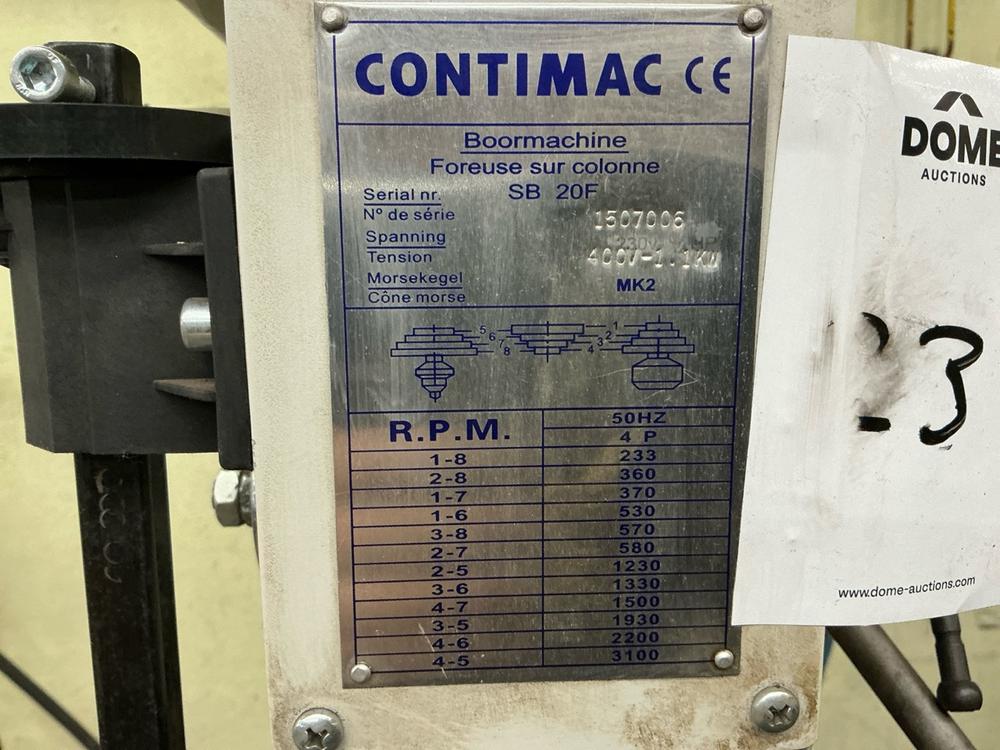 CONTIMAC CE
Boormachine
Foreuse sur colonne
SB 20F
Serial nr.
N° de série
1507006
Spanning
Tension
400V-1.1KW
Morsekegel
Cône morse
MK2
5 6 7 8
1 2 3 4
R.P.M.
50HZ
4 P
1-8 233
2-8 360
1-7 370
1-6 530
3-8 570
2-7 580
2-5 1230
3-6 1330
4-7 1500
3-5 1930
4-6 2200
4-5 3100
DOME
AUCTIONS
23
www.dome-auctions.com